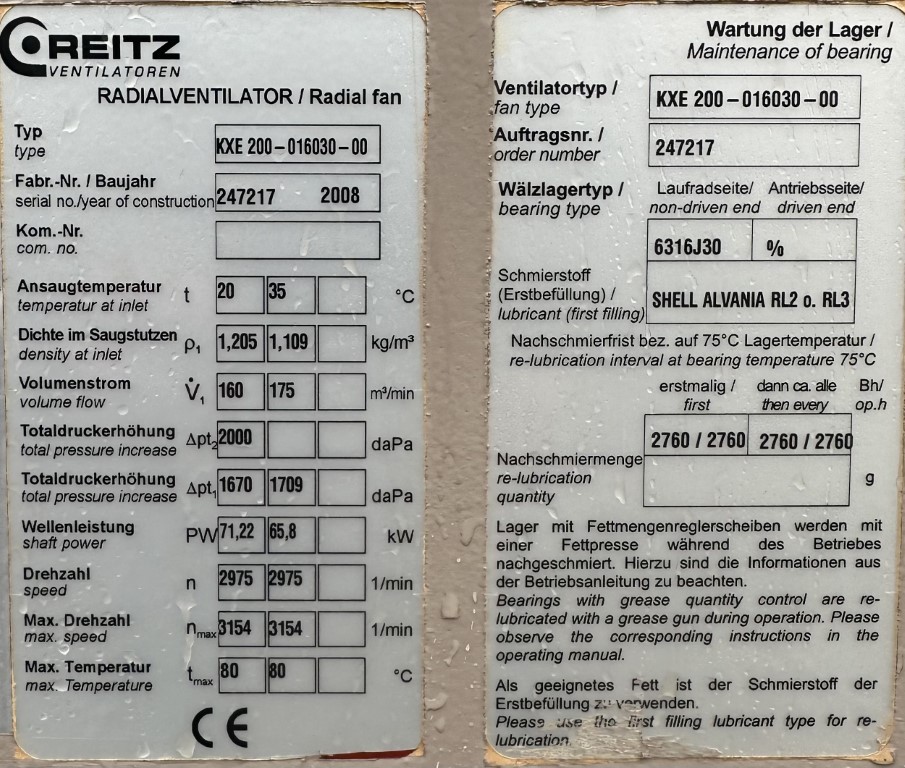 REITZ
VENTILATOREN
RADIALVENTILATOR / Radial fan
Typ
type
KXE 200 – 016030 – 00
Fabr.-Nr. / Baujahr
serial no./year of construction
247217 2008
Kom.-Nr.
com. no.
Ansaugtemperatur
temperatur at inlet
t 20 35 °C
Dichte im Saugstutzen
density at inlet
ρ₁ 1,205 1,109 kg/m³
Volumenstrom
volume flow
V̇₁ 160 175 m³/min
Totaldruckerhöhung
total pressure increase
Δpt₂ 2000 daPa
Totaldruckerhöhung
total pressure increase
Δpt₁ 1670 1709 daPa
Wellenleistung
shaft power
PW 71,22 65,8 kW
Drehzahl
speed
n 2975 2975 1/min
Max. Drehzahl
max. speed
nmax 3154 3154 1/min
Max. Temperatur
max. Temperature
tmax 80 80 °C
CE
Wartung der Lager /
Maintenance of bearing
Ventilatortyp /
fan type
KXE 200 – 016030 – 00
Auftragsnr. /
order number
247217
Wälzlagertyp /
bearing type
Laufradseite/ Antriebsseite/
non-driven end driven end
6316J30 %
Schmierstoff
(Erstbefüllung) /
lubricant (first filling)
SHELL ALVANIA RL2 o. RL3
Nachschmierfrist bez. auf 75°C Lagertemperatur /
re-lubrication interval at bearing temperature 75°C
erstmalig / dann ca. alle Bh/
first then every op.h
2760 / 2760 2760 / 2760
Nachschmiermenge
re-lubrication
quantity
g
Lager mit Fettmengenreglerscheiben werden mit
einer Fettpresse während des Betriebes
nachgeschmiert. Hierzu sind die Informationen aus
der Betriebsanleitung zu beachten.
Bearings with grease quantity control are re-
lubricated with a grease gun during operation. Please
observe the corresponding instructions in the
operating manual.
Als geeignetes Fett ist der Schmierstoff der
Erstbefüllung zu verwenden.
Please use the first filling lubricant type for re-
lubrication.